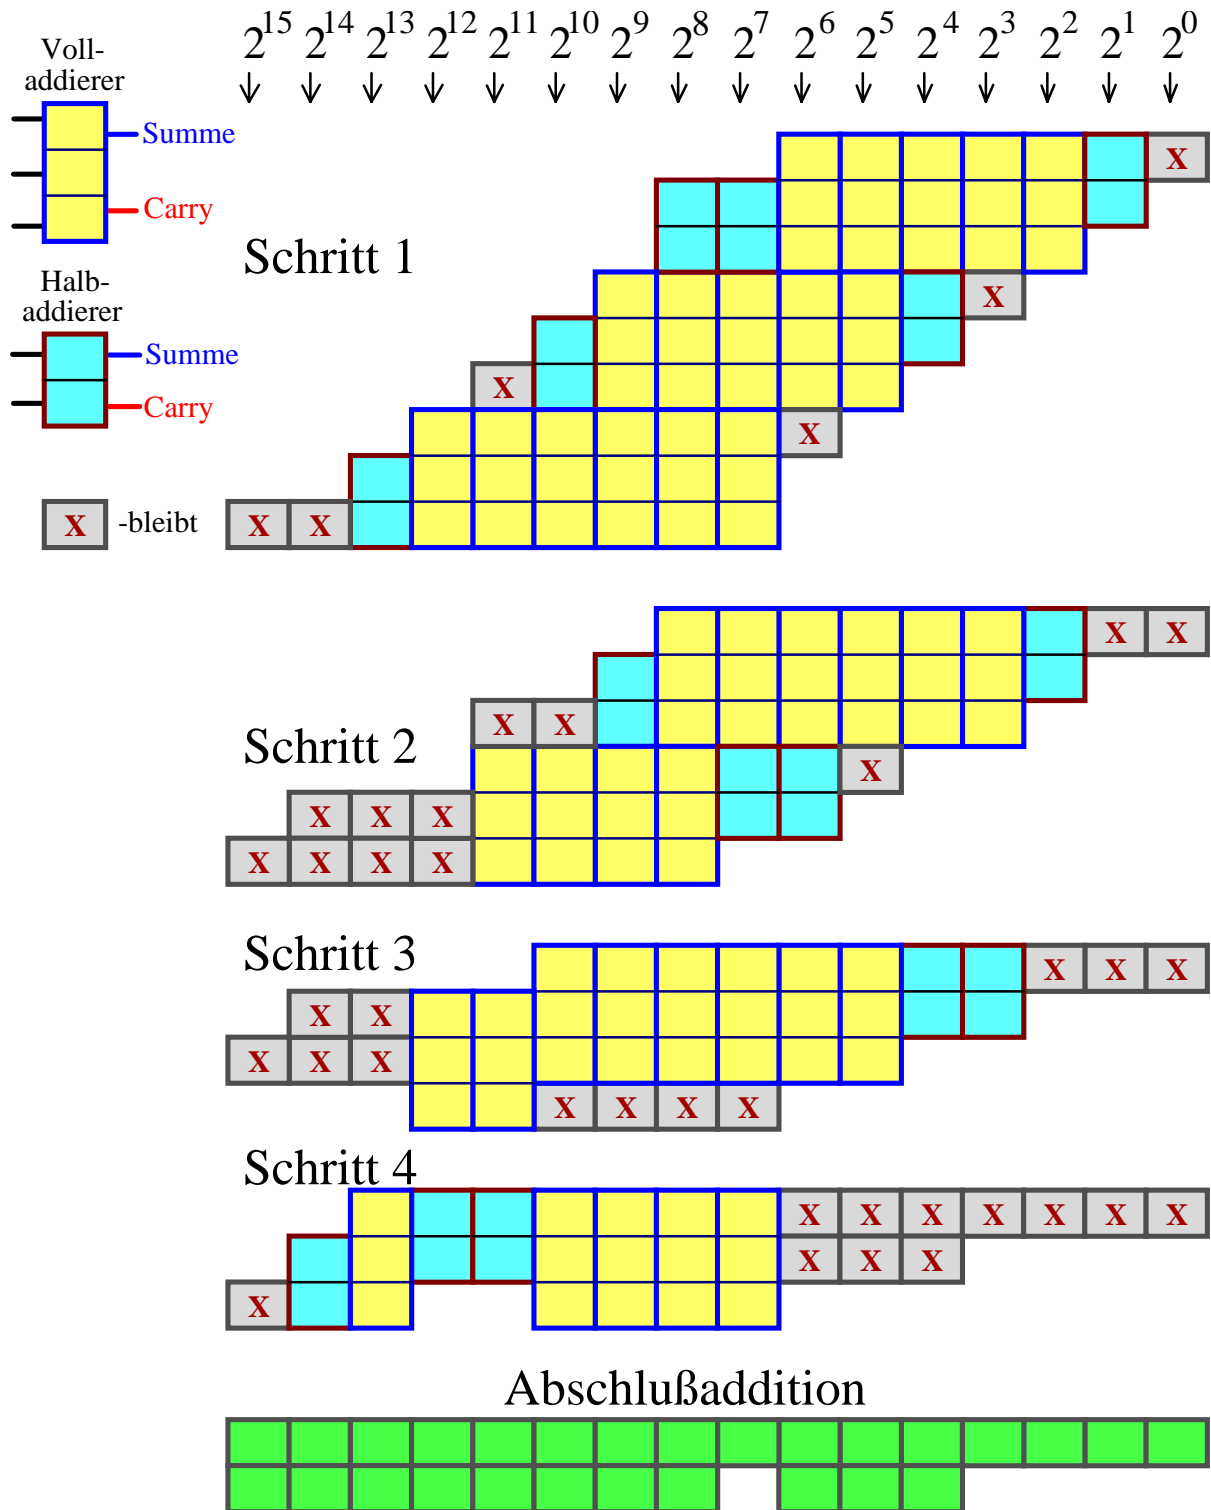 2^15 2^14 2^13 2^12 2^11 2^10 2^9 2^8 2^7 2^6 2^5 2^4 2^3 2^2 2^1 2^0
Voll-
addierer
Summe
Carry
Halb-
addierer
Summe
Carry
x -bleibt
Schritt 1
x
x
x
x
x x
Schritt 2
x x
x x
x
x x x
x x x x
Schritt 3
x x x
x x
x x x
x x x x
Schritt 4
x x x x x x x
x x x
x
Abschlußaddition